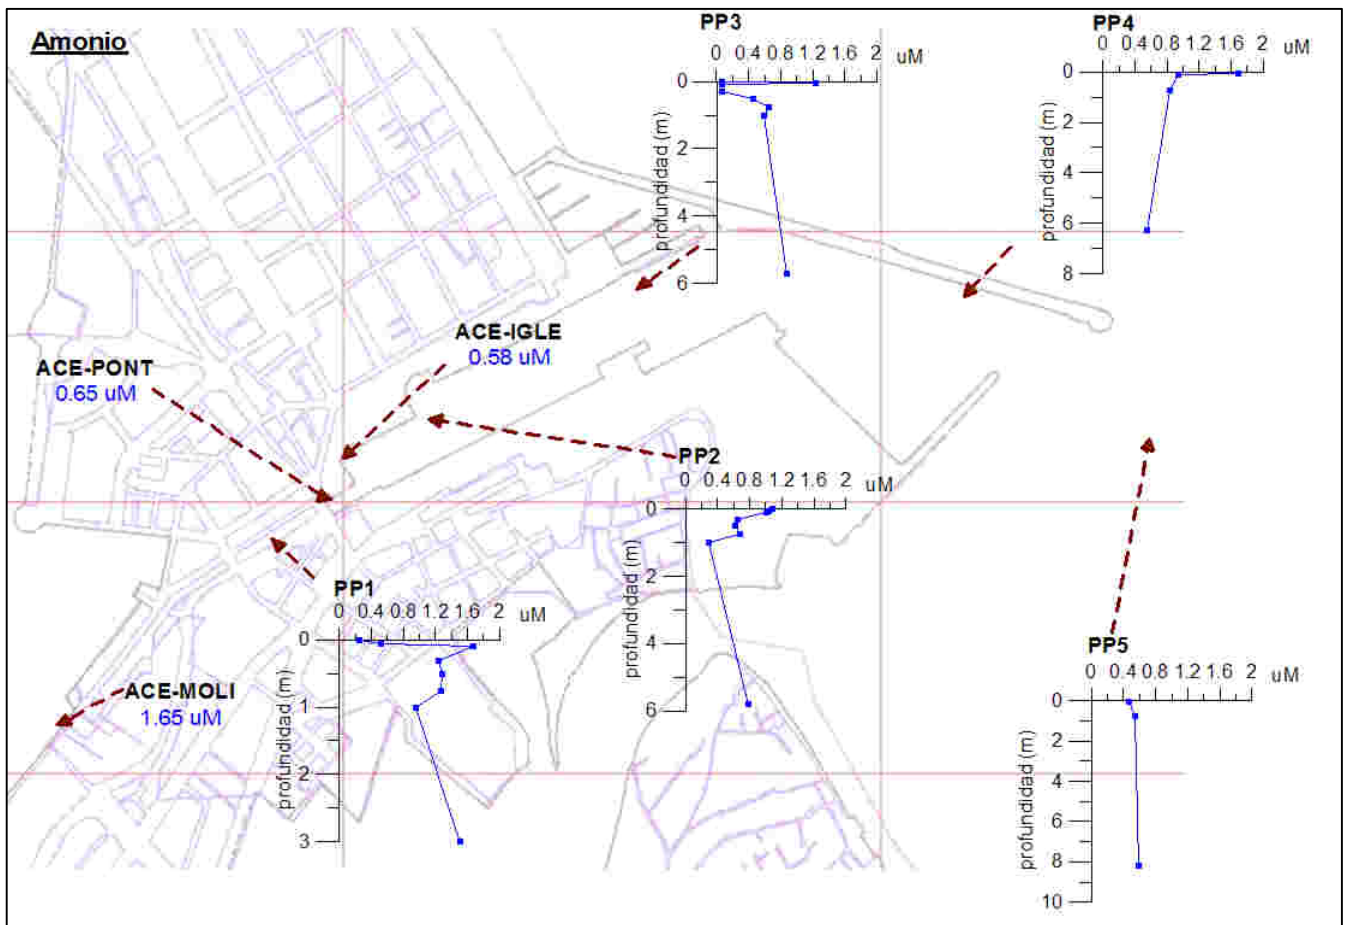 Amonio
PP3
0 0.4 0.8 1.2 1.6 2 uM
0
2
4
6
profundidad (m)
PP4
0 0.4 0.8 1.2 1.6 2 uM
0
2
4
6
8
profundidad (m)
ACE-IGLE
0.58 uM
ACE-PONT
0.65 uM
PP2
0 0.4 0.8 1.2 1.6 2 uM
0
2
4
6
profundidad (m)
PP1
0 0.4 0.8 1.2 1.6 2 uM
0
1
2
3
profundidad (m)
ACE-MOLI
1.65 uM
PP5
0 0.4 0.8 1.2 1.6 2 uM
0
2
4
6
8
10
profundidad (m)